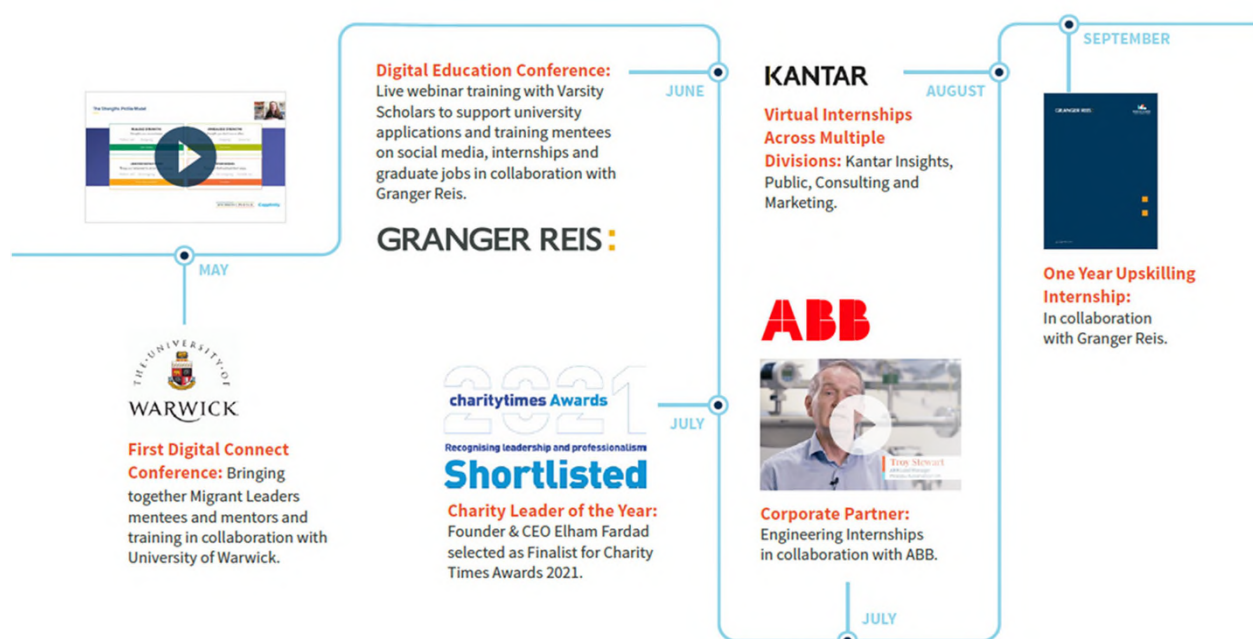 The Strengths Profile Model
MAY
THE·UNIVERSITY·OF
WARWICK
First Digital Connect
Conference: Bringing
together Migrant Leaders
mentees and mentors and
training in collaboration with
University of Warwick.
Digital Education Conference:
Live webinar training with Varsity
Scholars to support university
applications and training mentees
on social media, internships and
graduate jobs in collaboration with
Granger Reis.
JUNE
GRANGER REIS:
2021
charitytimes Awards
Recognising leadership and professionalism
Shortlisted
Charity Leader of the Year:
Founder & CEO Elham Fardad
selected as Finalist for Charity
Times Awards 2021.
JULY
KANTAR
AUGUST
Virtual Internships
Across Multiple
Divisions: Kantar Insights,
Public, Consulting and
Marketing.
ABB
Troy Stewart
Corporate Partner:
Engineering Internships
in collaboration with ABB.
JULY
SEPTEMBER
GRANGER REIS
One Year Upskilling
Internship:
In collaboration
with Granger Reis.